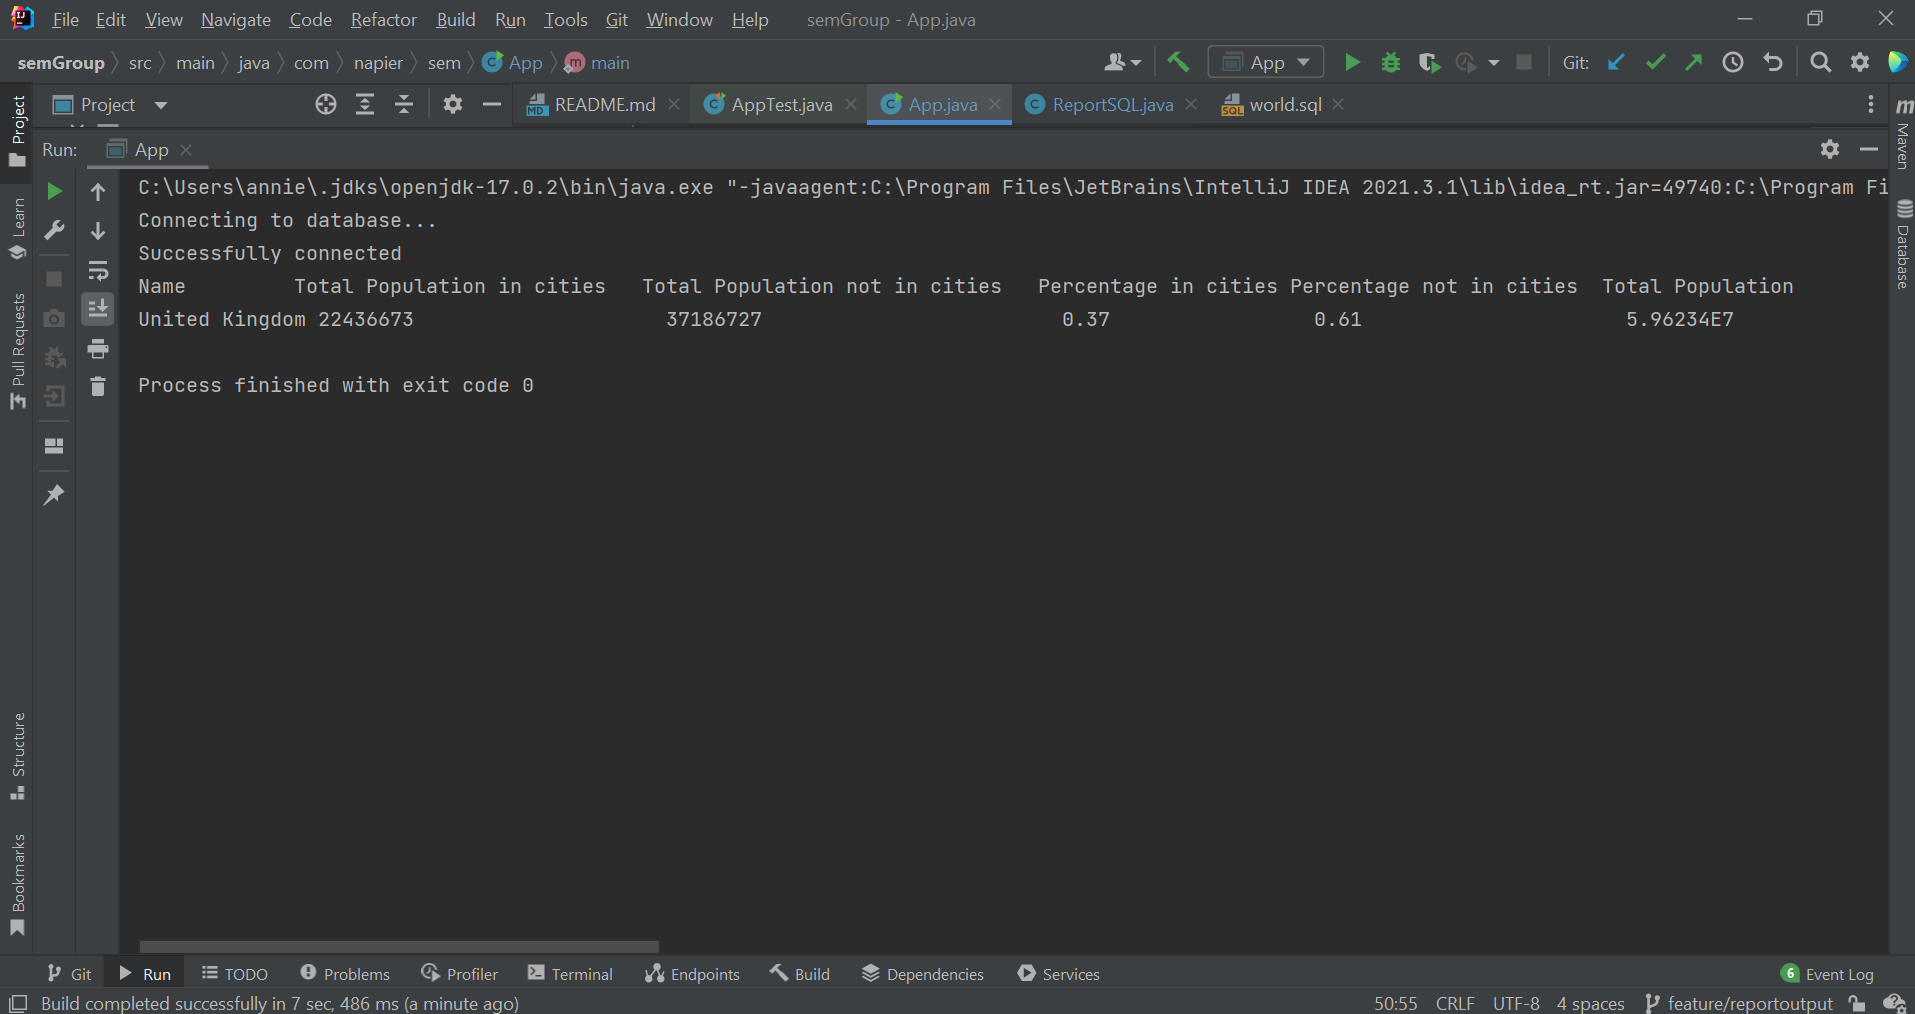 File Edit View Navigate Code Refactor Build Run Tools Git Window Help semGroup - App.java
semGroup src main java com napier sem App main App Git:
Project README.md AppTest.java App.java ReportSQL.java world.sql
Run: App
C:\Users\annie\.jdks\openjdk-17.0.2\bin\java.exe "-javaagent:C:\Program Files\JetBrains\IntelliJ IDEA 2021.3.1\lib\idea_rt.jar=49740:C:\Program Fi
Connecting to database...
Successfully connected
Name Total Population in cities Total Population not in cities Percentage in cities Percentage not in cities Total Population
United Kingdom 22436673 37186727 0.37 0.61 5.96234E7
Process finished with exit code 0
Project
Learn
Pull Requests
Structure
Bookmarks
m Maven
Database
Git Run TODO Problems Profiler Terminal Endpoints Build Dependencies Services 6 Event Log
Build completed successfully in 7 sec, 486 ms (a minute ago) 50:55 CRLF UTF-8 4 spaces feature/reportoutput